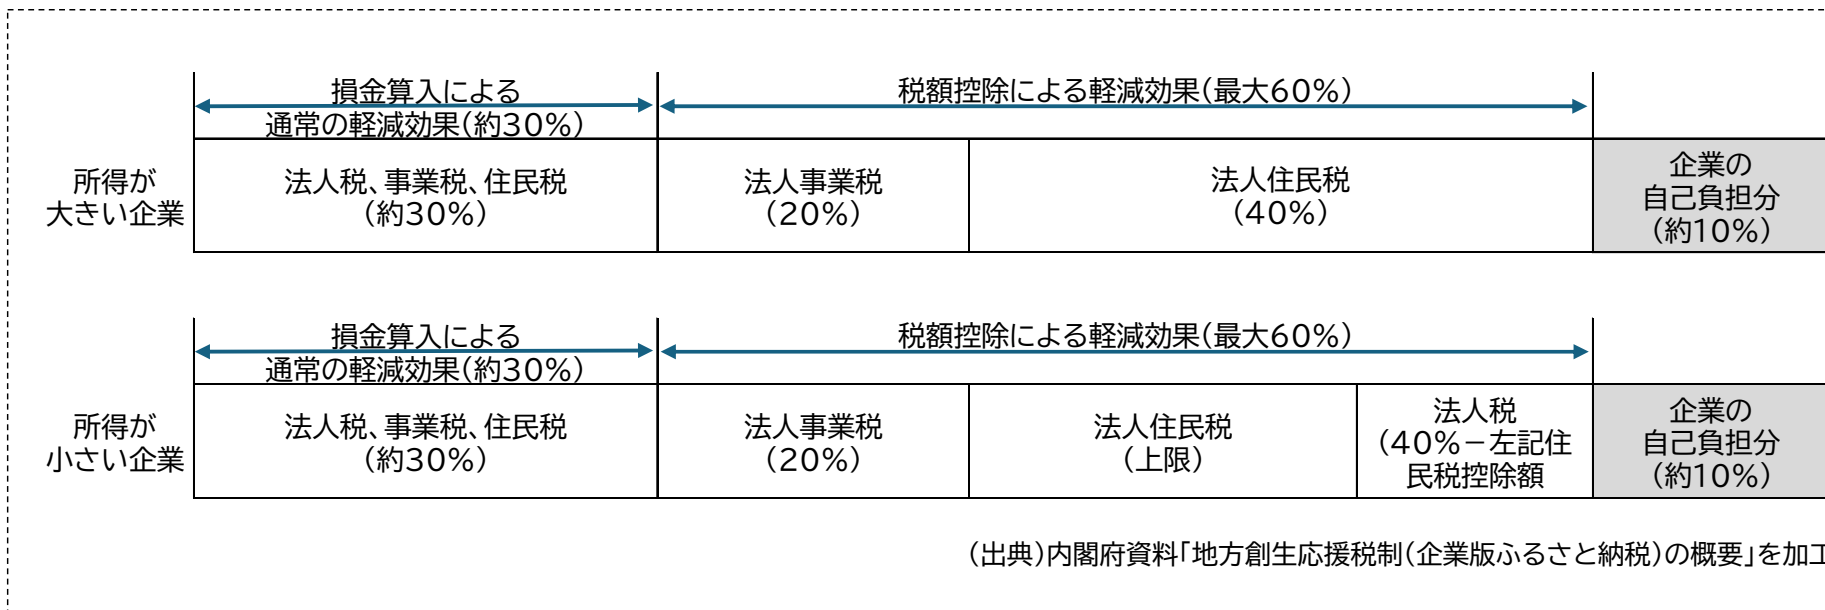 損金算入による
通常の軽減効果(約30%)
税額控除による軽減効果(最大60%)
所得が
大きい企業
法人税、事業税、住民税
(約30%)
法人事業税
(20%)
法人住民税
(40%)
企業の
自己負担分
(約10%)
損金算入による
通常の軽減効果(約30%)
税額控除による軽減効果(最大60%)
所得が
小さい企業
法人税、事業税、住民税
(約30%)
法人事業税
(20%)
法人住民税
(上限)
法人税
(40%-左記住
民税控除額
企業の
自己負担分
(約10%)
(出典)内閣府資料「地方創生応援税制(企業版ふるさと納税)の概要」を加工